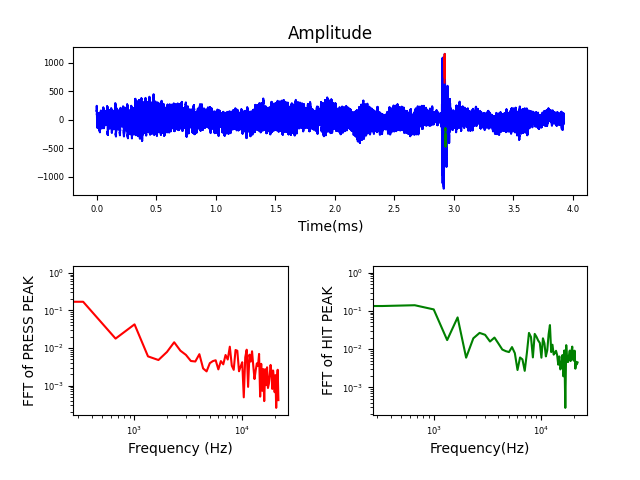 Amplitude
1000
500
0
−500
−1000
0.0 0.5 1.0 1.5 2.0 2.5 3.0 3.5 4.0
Time(ms)
FFT of PRESS PEAK
10⁰
10⁻¹
10⁻²
10⁻³
10³ 10⁴
Frequency (Hz)
FFT of HIT PEAK
10⁰
10⁻¹
10⁻²
10⁻³
10³ 10⁴
Frequency(Hz)